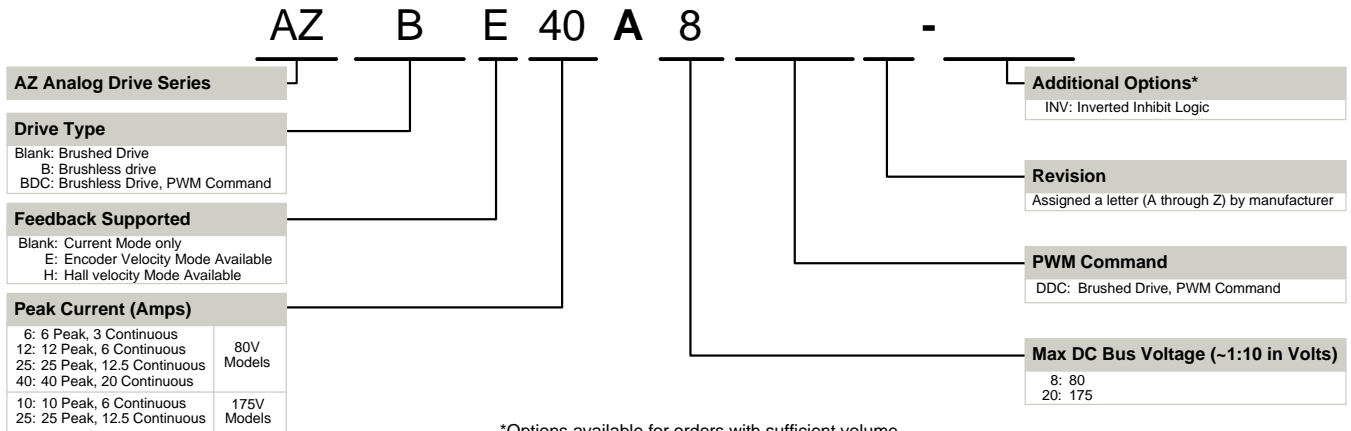 AZ B E 40 A 8 -
AZ Analog Drive Series
Drive Type
Blank: Brushed Drive
B: Brushless drive
BDC: Brushless Drive, PWM Command
Feedback Supported
Blank: Current Mode only
E: Encoder Velocity Mode Available
H: Hall velocity Mode Available
Peak Current (Amps)
6: 6 Peak, 3 Continuous
12: 12 Peak, 6 Continuous
25: 25 Peak, 12.5 Continuous
40: 40 Peak, 20 Continuous
80V
Models
10: 10 Peak, 6 Continuous
25: 25 Peak, 12.5 Continuous
175V
Models
Additional Options*
INV: Inverted Inhibit Logic
Revision
Assigned a letter (A through Z) by manufacturer
PWM Command
DDC: Brushed Drive, PWM Command
Max DC Bus Voltage (~1:10 in Volts)
8: 80
20: 175
*Options available for orders with sufficient volume